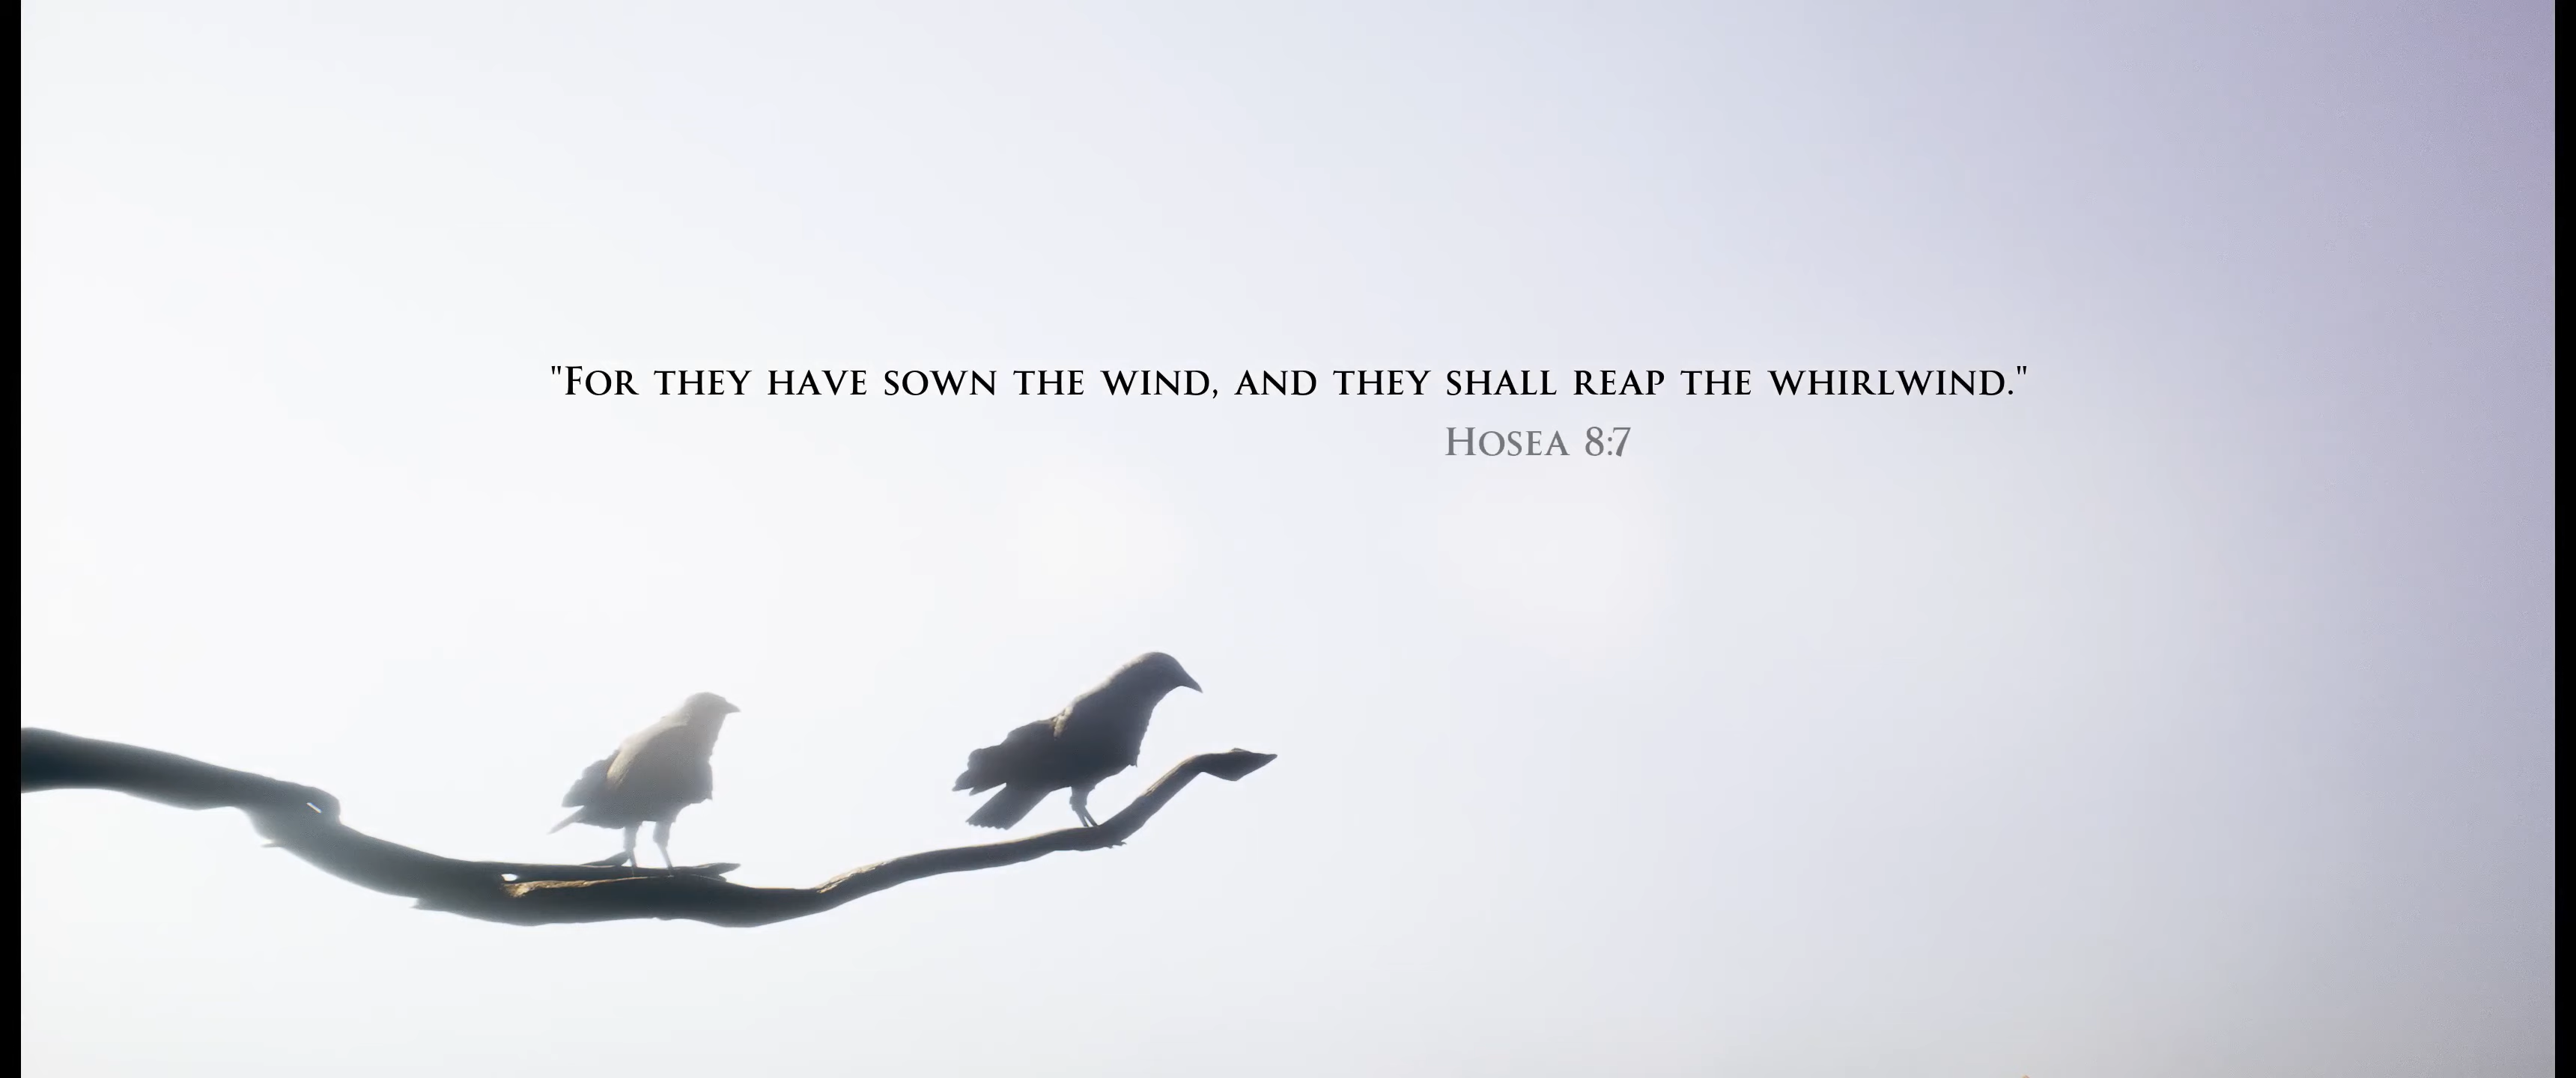 "For they have sown the wind, and they shall reap the whirlwind."
Hosea 8:7